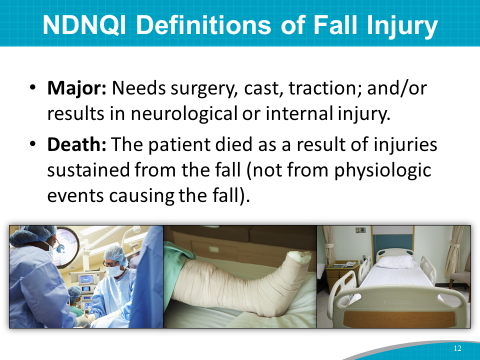 NDNQI Definitions of Fall Injury
• Major: Needs surgery, cast, traction; and/or
results in neurological or internal injury.
• Death: The patient died as a result of injuries
sustained from the fall (not from physiologic
events causing the fall).
12